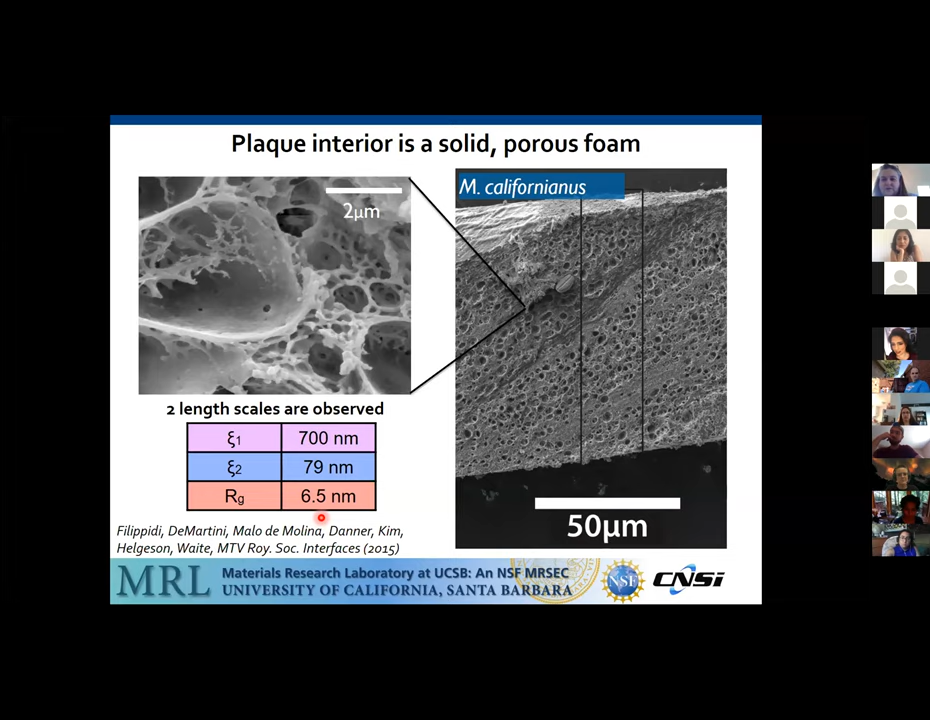 Plaque interior is a solid, porous foam
2μm
M. californianus
50μm
2 length scales are observed
ξ1 700 nm
ξ2 79 nm
Rg 6.5 nm
Filippidi, DeMartini, Malo de Molina, Danner, Kim,
Helgeson, Waite, MTV Roy. Soc. Interfaces (2015)
MRL
Materials Research Laboratory at UCSB: An NSF MRSEC
UNIVERSITY OF CALIFORNIA, SANTA BARBARA
NSF
CNSi